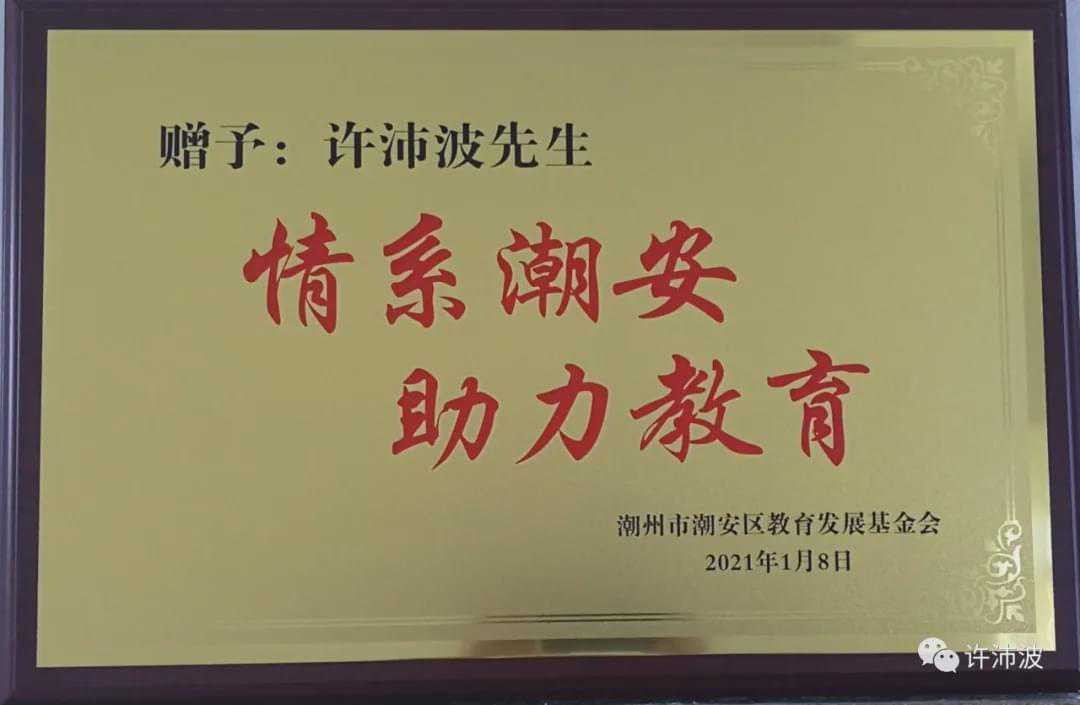 赠予：许沛波先生
情系潮安
助力教育
潮州市潮安区教育发展基金会
2021年1月8日
许沛波